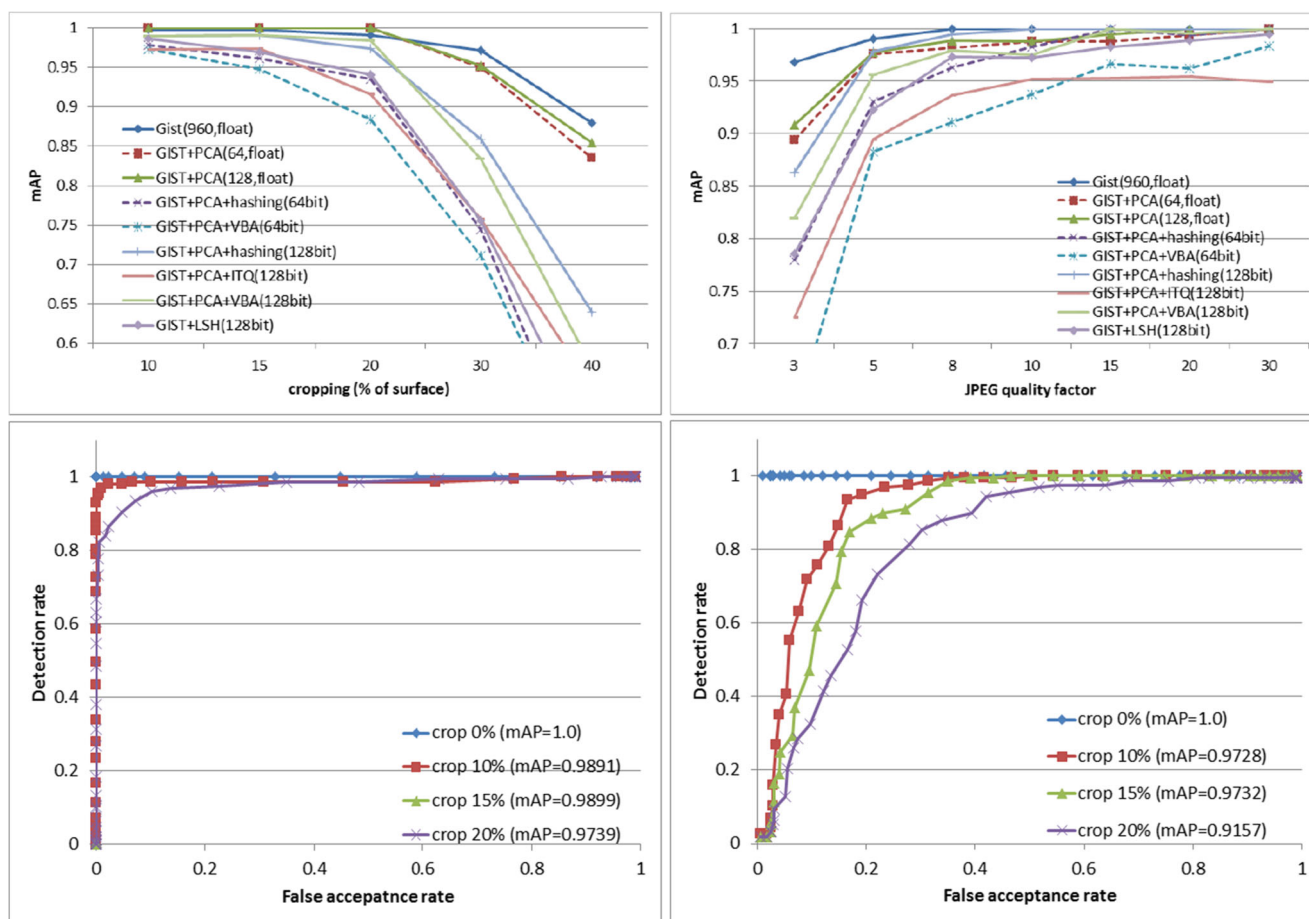 1
0.95
0.9
0.85
0.8
0.75
0.7
0.65
0.6
mAP
Gist(960,float)
GIST+PCA(64,float)
GIST+PCA(128,float)
GIST+PCA+hashing(64bit)
GIST+PCA+VBA(64bit)
GIST+PCA+hashing(128bit)
GIST+PCA+ITQ(128bit)
GIST+PCA+VBA(128bit)
GIST+LSH(128bit)
10 15 20 30 40
cropping (% of surface)
1
0.95
0.9
0.85
0.8
0.75
0.7
mAP
Gist(960,float)
GIST+PCA(64,float)
GIST+PCA(128,float)
GIST+PCA+hashing(64bit)
GIST+PCA+VBA(64bit)
GIST+PCA+hashing(128bit)
GIST+PCA+ITQ(128bit)
GIST+PCA+VBA(128bit)
GIST+LSH(128bit)
3 5 8 10 15 20 30
JPEG quality factor
1
0.8
0.6
0.4
0.2
0
Detection rate
crop 0% (mAP=1.0)
crop 10% (mAP=0.9891)
crop 15% (mAP=0.9899)
crop 20% (mAP=0.9739)
0 0.2 0.4 0.6 0.8 1
False accepatnce rate
1
0.8
0.6
0.4
0.2
0
Detection rate
crop 0% (mAP=1.0)
crop 10% (mAP=0.9728)
crop 15% (mAP=0.9732)
crop 20% (mAP=0.9157)
0 0.2 0.4 0.6 0.8 1
False acceptance rate